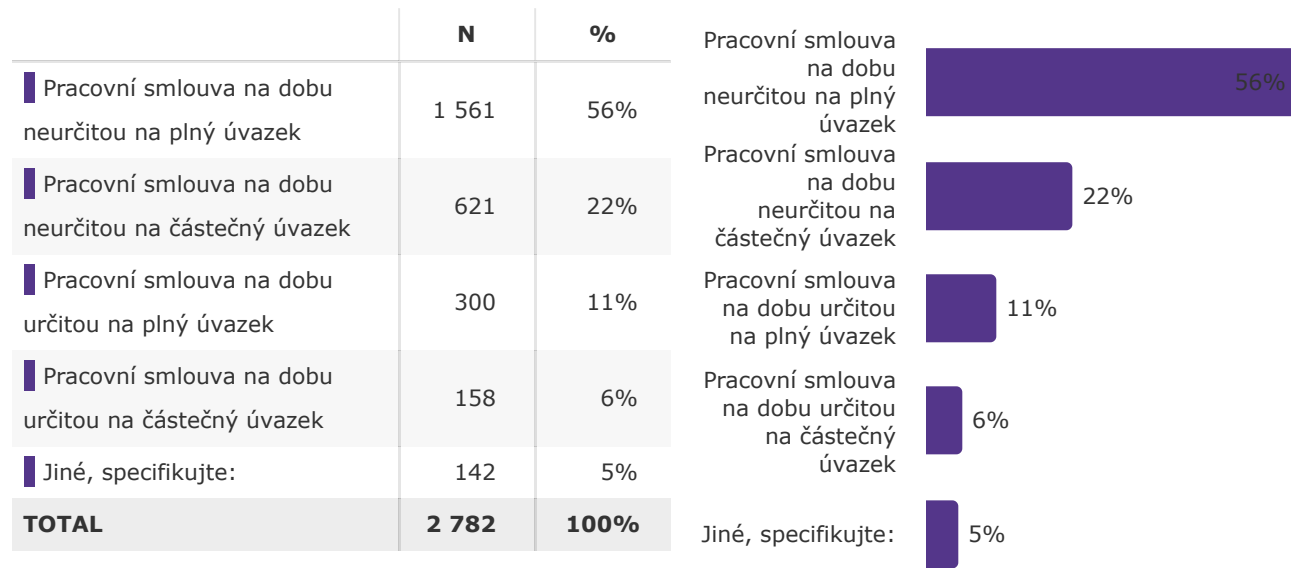 N %
Pracovní smlouva na dobu
neurčitou na plný úvazek
1 561 56%
Pracovní smlouva na dobu
neurčitou na částečný úvazek
621 22%
Pracovní smlouva na dobu
určitou na plný úvazek
300 11%
Pracovní smlouva na dobu
určitou na částečný úvazek
158 6%
Jiné, specifikujte: 142 5%
TOTAL 2 782 100%
Pracovní smlouva
na dobu
neurčitou na plný
úvazek
56%
Pracovní smlouva
na dobu
neurčitou na
částečný úvazek
22%
Pracovní smlouva
na dobu určitou
na plný úvazek
11%
Pracovní smlouva
na dobu určitou
na částečný
úvazek
6%
Jiné, specifikujte: 5%